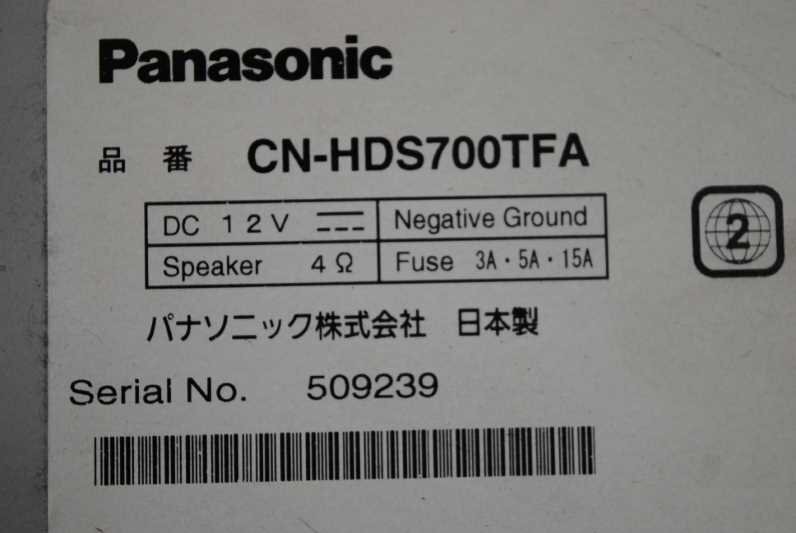 Panasonic
品番 CN-HDS700TFA
DC 12V Negative Ground
Speaker 4Ω Fuse 3A・5A・15A
2
パナソニック株式会社 日本製
Serial No. 509239